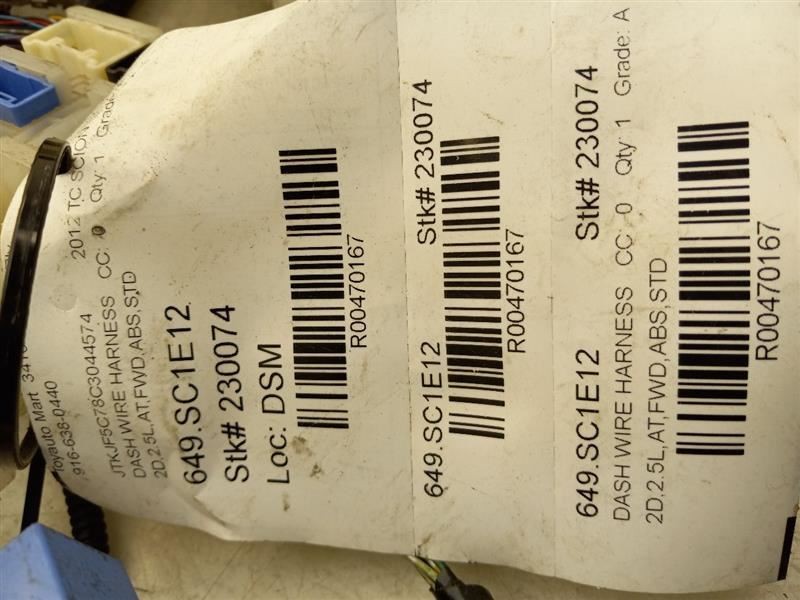 Toyauto Mart
916-638-0440
JTKJF5C78C3044574 2012 TC SCION
DASH WIRE HARNESS CC: 0 Qty: 1 Grade:
2D,2.5L,AT,FWD,ABS,STD
649.SC1E12
Stk# 230074
Loc: DSM
R00470167
649.SC1E12 Stk# 230074
R00470167
649.SC1E12 Stk# 230074
DASH WIRE HARNESS CC: 0 Qty: 1 Grade: A
2D,2.5L,AT,FWD,ABS,STD
R00470167